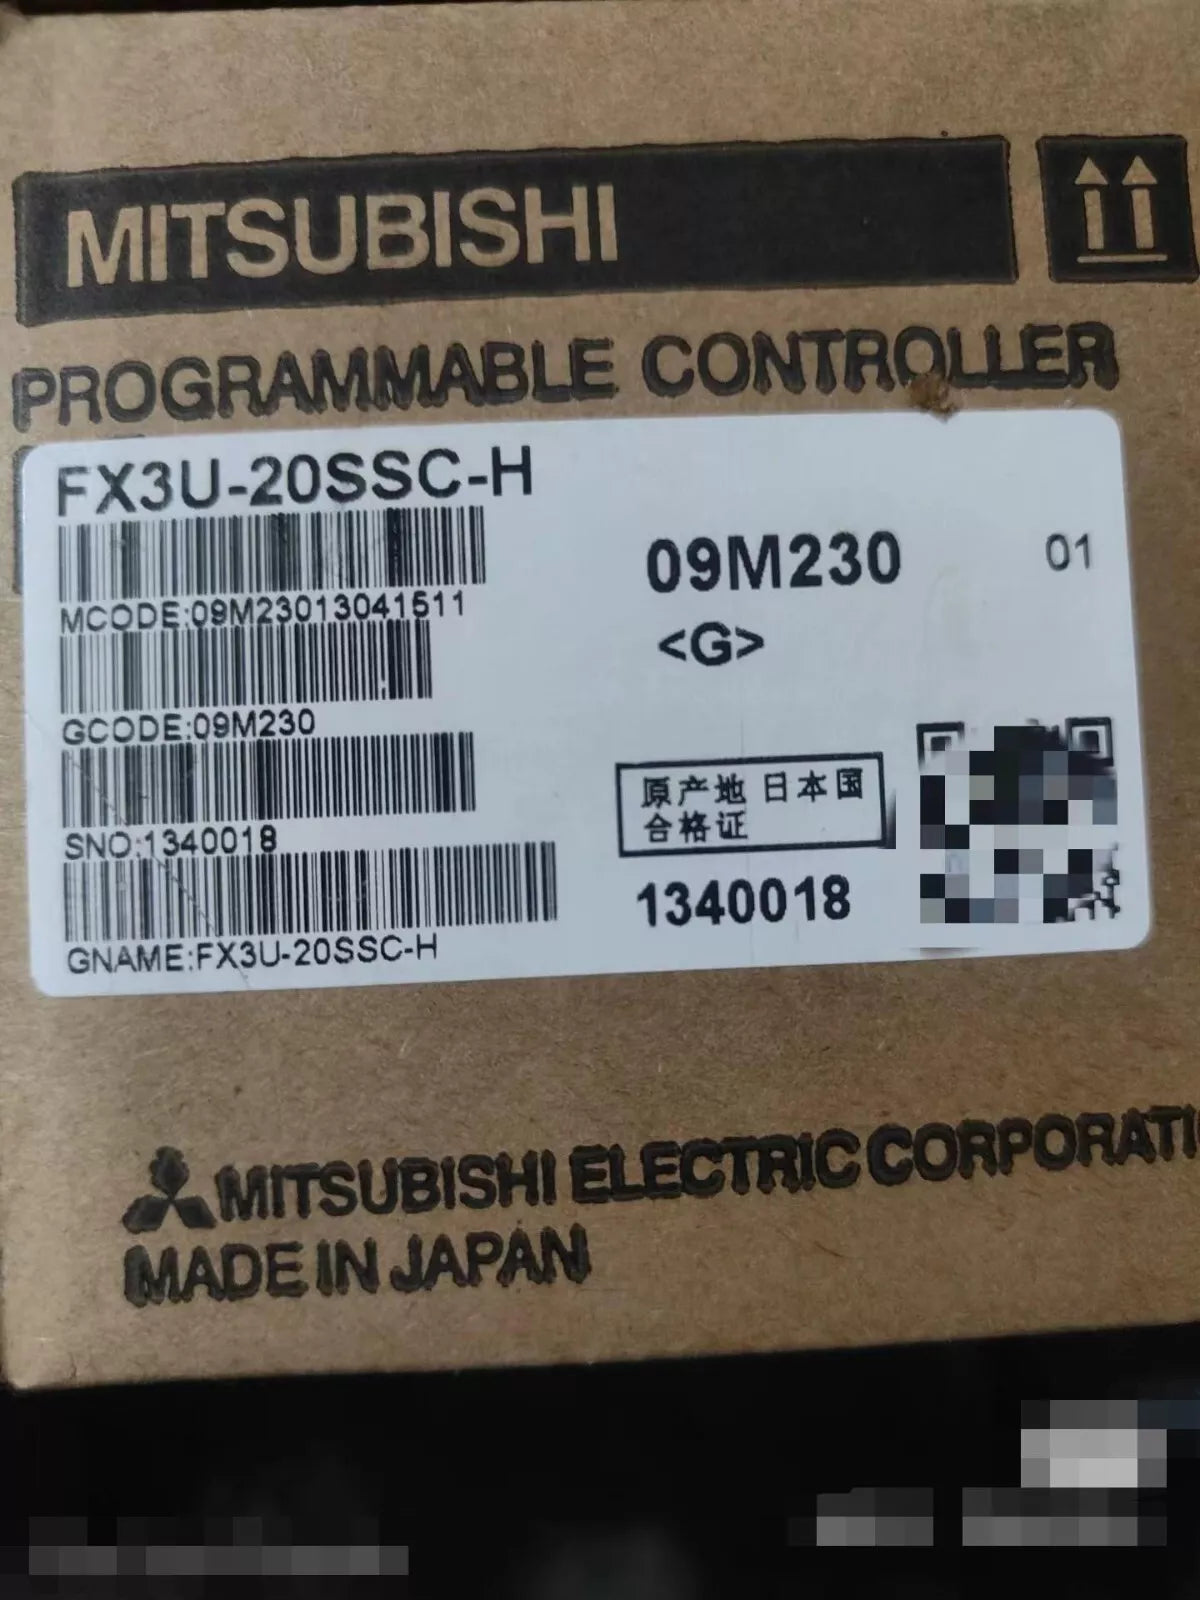 MITSUBISHI
PROGRAMMABLE CONTROLLER
FX3U-20SSC-H
MCODE:09M23013041511
09M230
01
<G>
GCODE:09M230
SNO:1340018
原产地 日本国
合格证
1340018
GNAME:FX3U-20SSC-H
MITSUBISHI ELECTRIC CORPORATI
MADE IN JAPAN